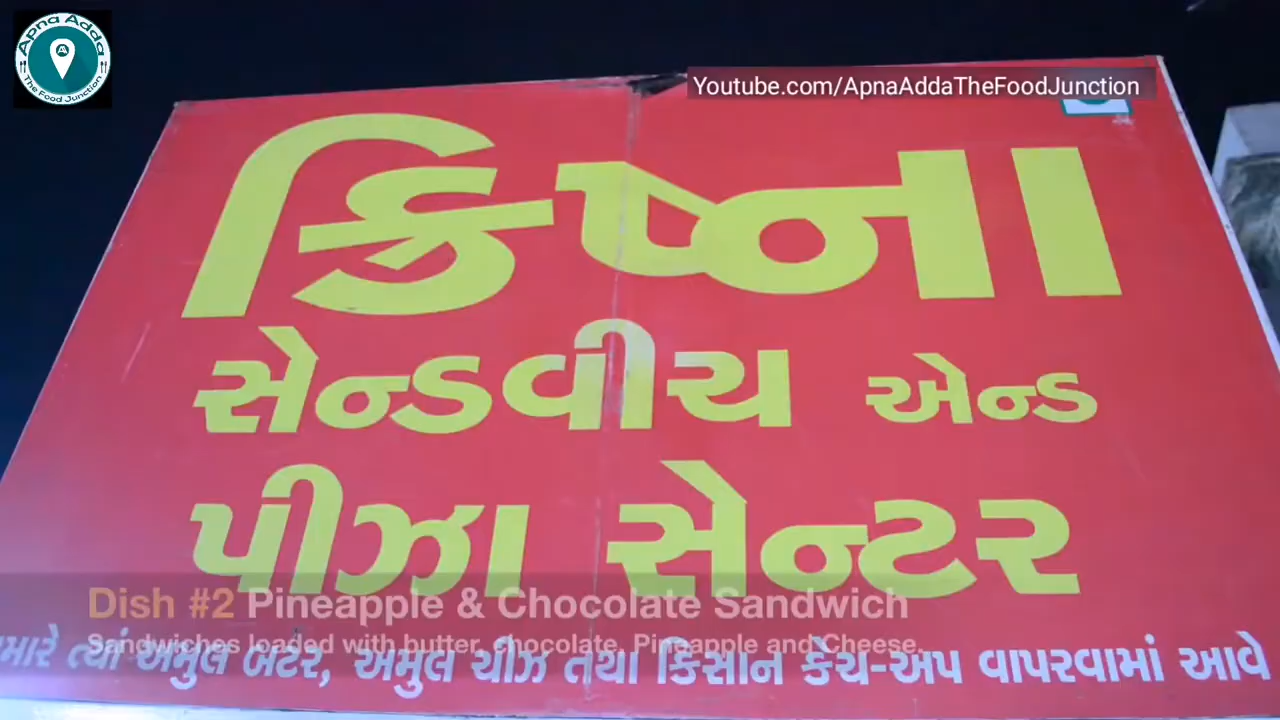 Apna Adda
A
The Food Junction
Youtube.com/ApnaAddaTheFoodJunction
ક્રિષ્ના
સેન્ડવીચ એન્ડ
પીઝા સેન્ટર
Dish #2 Pineapple & Chocolate Sandwich
Sandwiches loaded with butter, chocolate, Pineapple and Cheese.
ત્યાં અમુલ બટર, અમુલ ચીઝ તથા કિસાન કેચ-અપ વાપરવામાં આવે